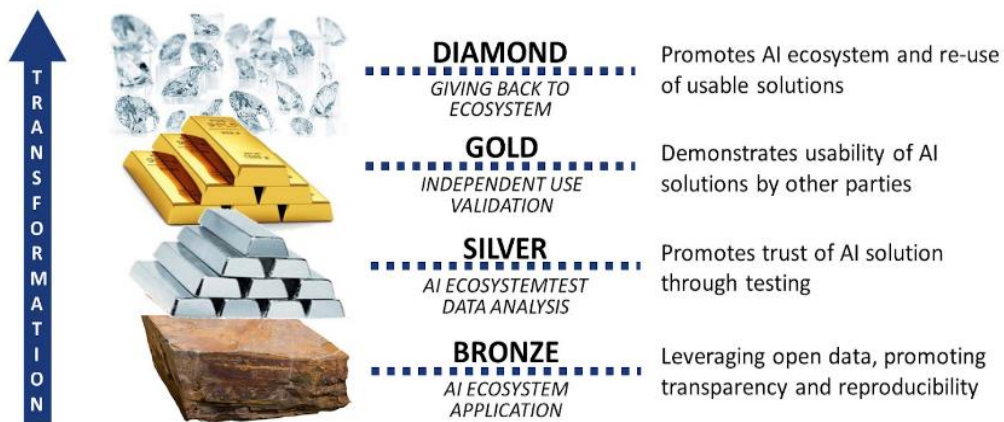 TRANSFORMATION
DIAMOND
GIVING BACK TO
ECOSYSTEM
Promotes AI ecosystem and re-use
of usable solutions
GOLD
INDEPENDENT USE
VALIDATION
Demonstrates usability of AI
solutions by other parties
SILVER
AI ECOSYSTEMTEST
DATA ANALYSIS
Promotes trust of AI solution
through testing
BRONZE
AI ECOSYSTEM
APPLICATION
Leveraging open data, promoting
transparency and reproducibility